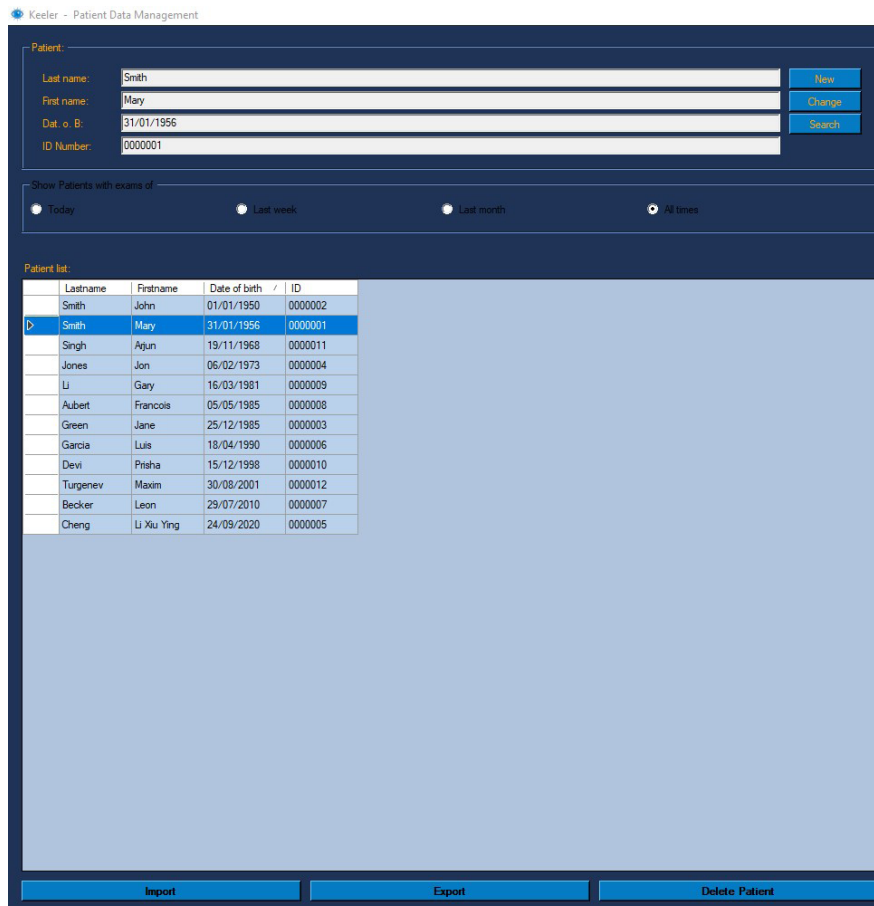 Keeler - Patient Data Management
Patient:
Last name: Smith New
First name: Mary Change
Dat. o. B: 31/01/1956 Search
ID Number: 0000001
Show Patients with exams of
Today Last week Last month All times
Patient list:
Lastname Firstname Date of birth / ID
Smith John 01/01/1950 0000002
Smith Mary 31/01/1956 0000001
Singh Arjun 19/11/1968 0000011
Jones Jon 06/02/1973 0000004
Li Gary 16/03/1981 0000009
Aubert Francois 05/05/1985 0000008
Green Jane 25/12/1985 0000003
Garcia Luis 18/04/1990 0000006
Devi Prisha 15/12/1998 0000010
Turgenev Maxim 30/08/2001 0000012
Becker Leon 29/07/2010 0000007
Cheng Li Xiu Ying 24/09/2020 0000005
Import Export Delete Patient